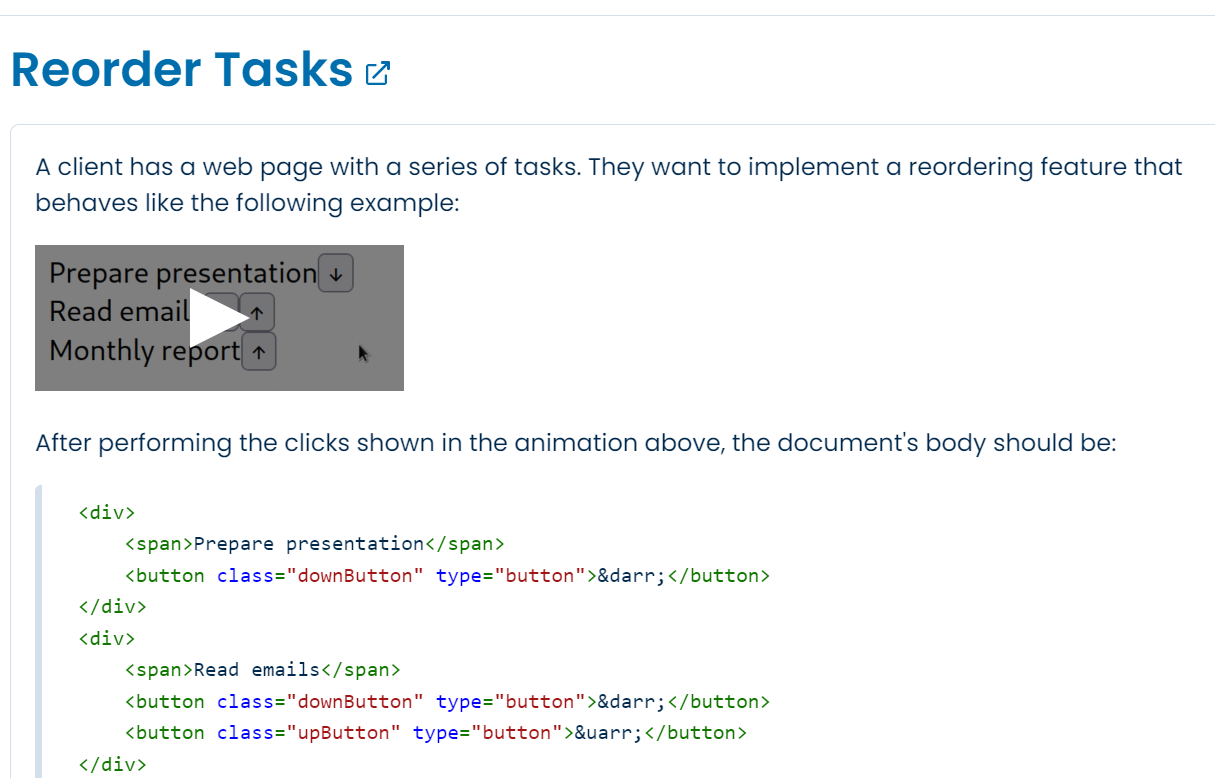 Reorder Tasks
A client has a web page with a series of tasks. They want to implement a reordering feature that
behaves like the following example:
Prepare presentation ↓
Read email ↑
Monthly report ↑
After performing the clicks shown in the animation above, the document's body should be:
<div>
<span>Prepare presentation</span>
<button class="downButton" type="button">&darr;</button>
</div>
<div>
<span>Read emails</span>
<button class="downButton" type="button">&darr;</button>
<button class="upButton" type="button">&uarr;</button>
</div>